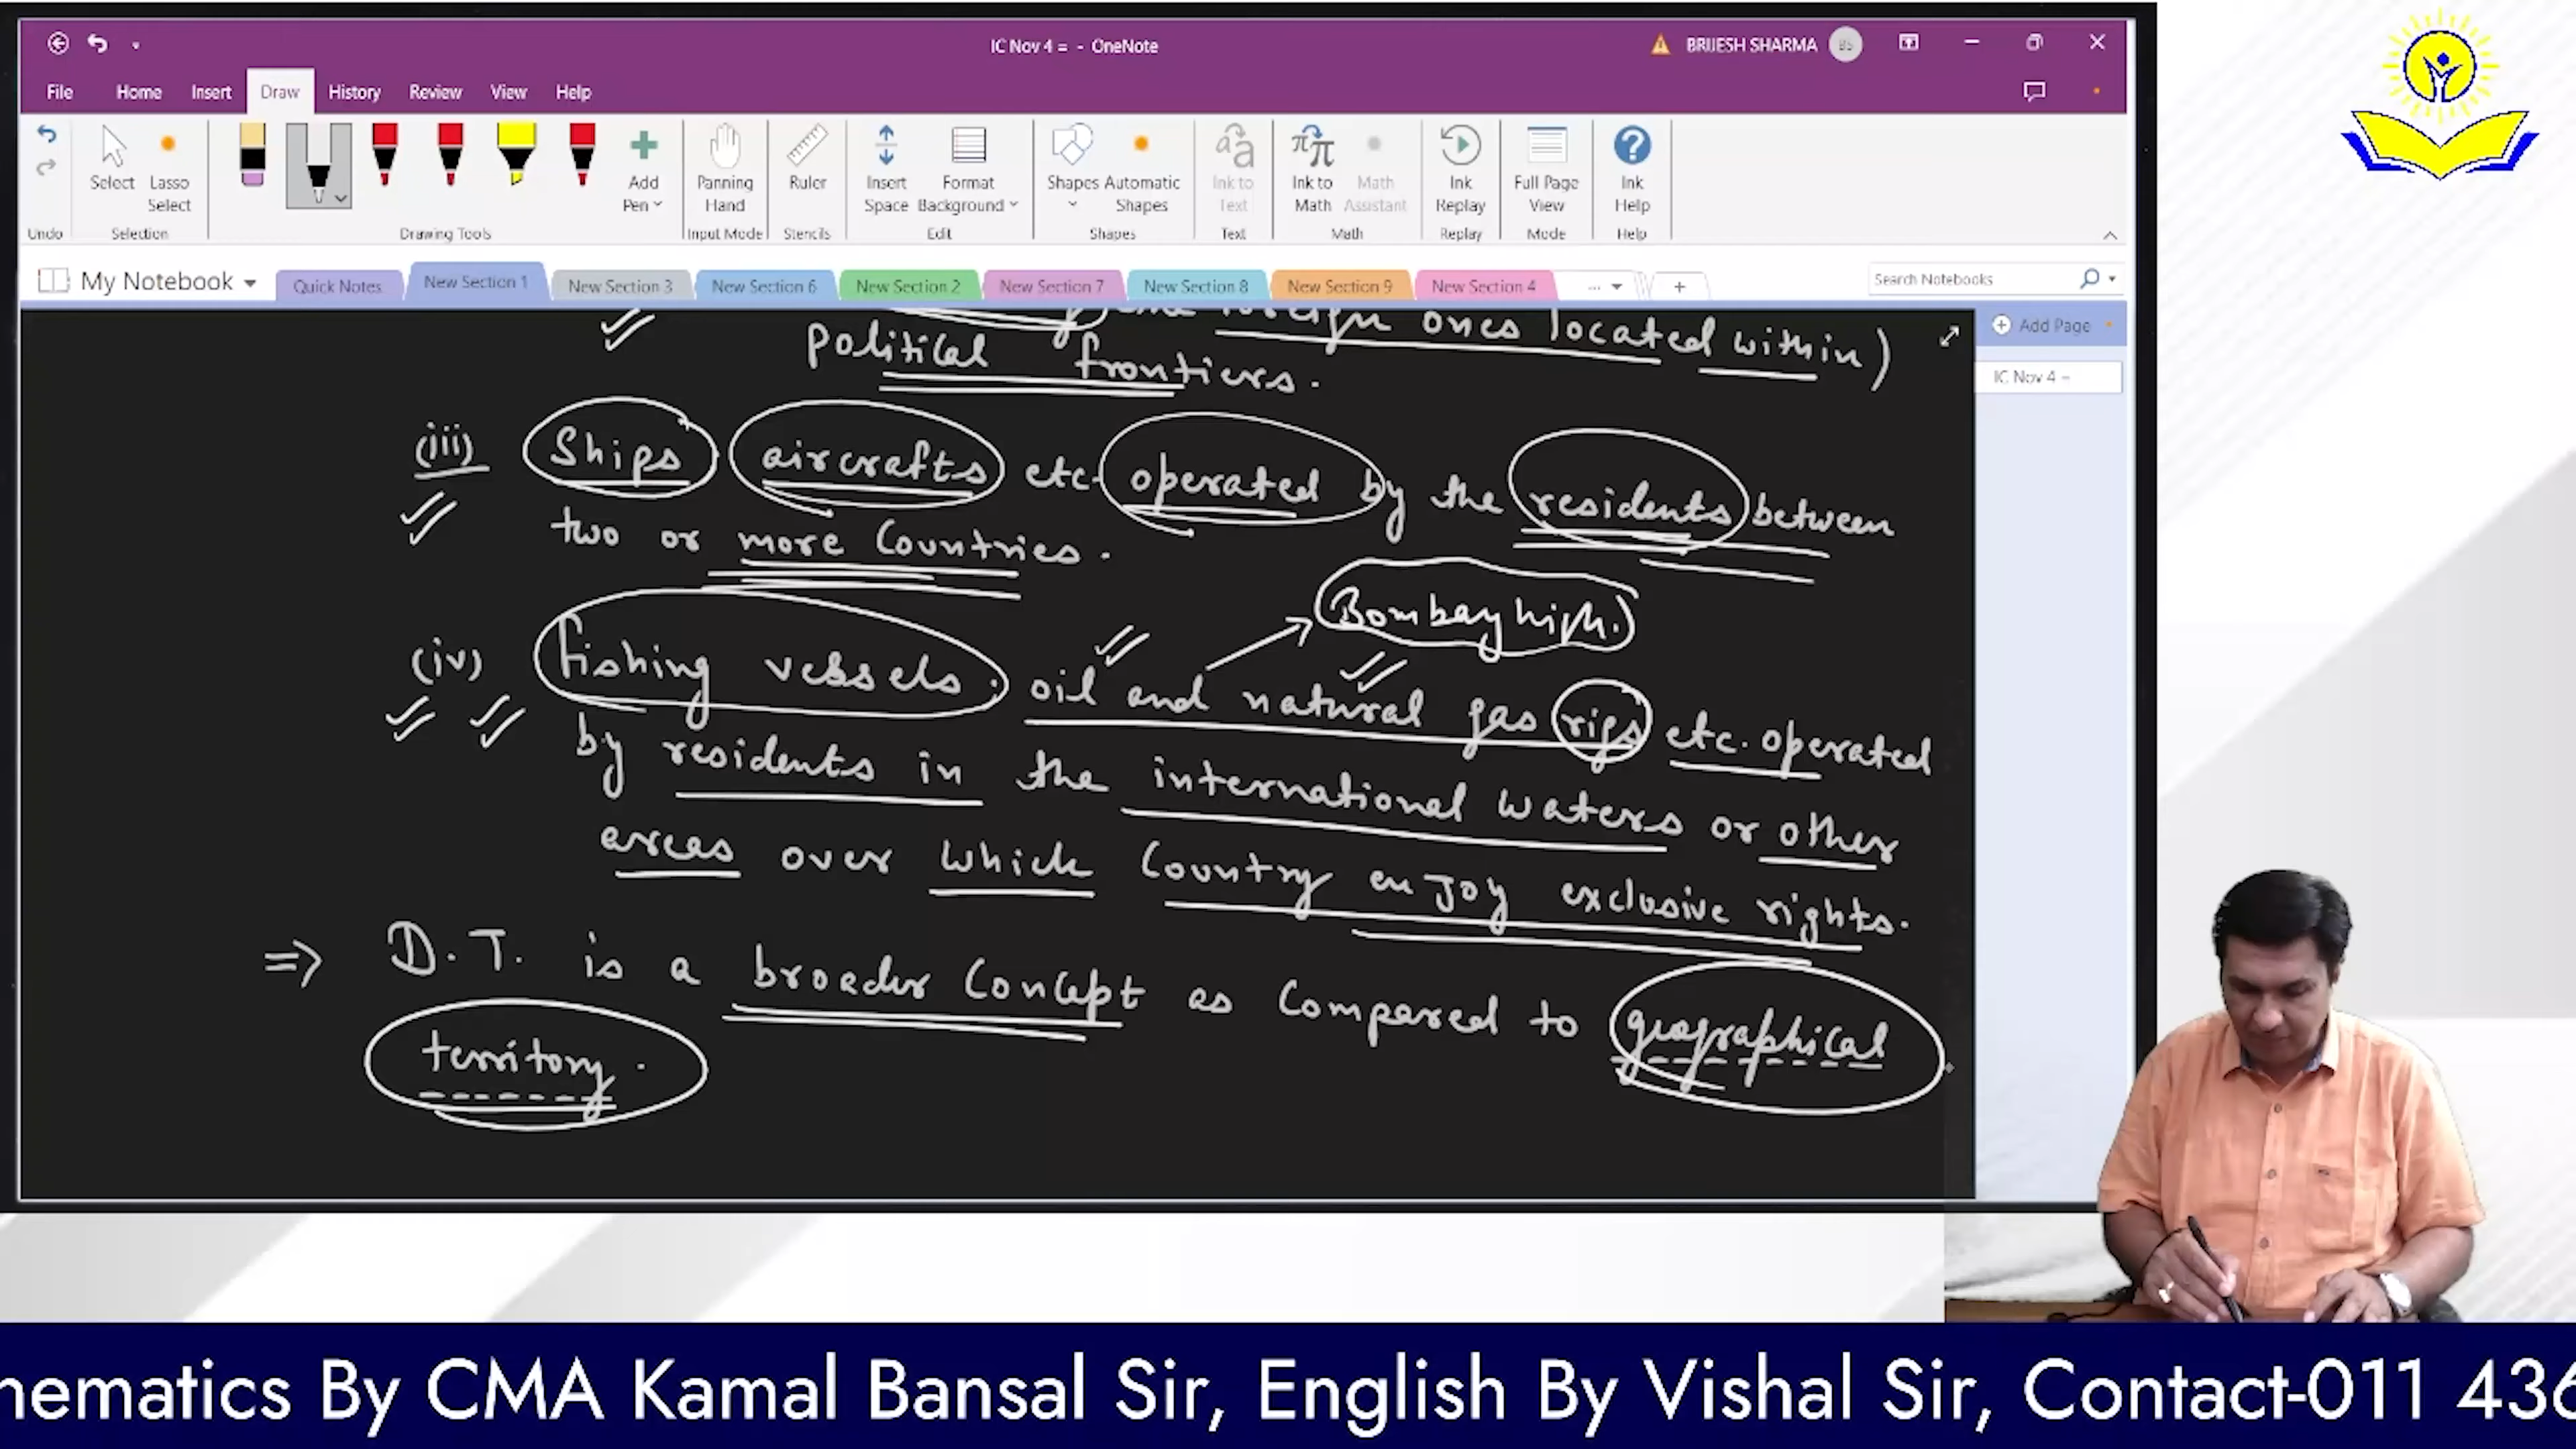 IC Nov 4 = - OneNote
BRIJESH SHARMA BS
File Home Insert Draw History Review View Help
Select Lasso Select Add Pen Panning Hand Ruler Insert Space Format Background Shapes Automatic Shapes Ink to Text Ink to Math Math Assistant Ink Replay Full Page View Ink Help
Undo Selection Drawing Tools Input Mode Stencils Edit Shapes Text Math Replay Mode Help
My Notebook Quick Notes New Section 1 New Section 3 New Section 6 New Section 2 New Section 7 New Section 8 New Section 9 New Section 4 ... + Search Notebooks
Add Page
IC Nov 4 =
foreign ones located within)
political frontiers.
(iii) Ships aircrafts etc. operated by the residents between
two or more Countries.
Bombay high.
(iv) fishing vessels. oil and natural gas rigs etc. operated
by residents in the international waters or other
areas over which Country enjoy exclusive rights.
=> D.T. is a broader Concept as Compared to geographical
territory.
hematics By CMA Kamal Bansal Sir, English By Vishal Sir, Contact-011 436